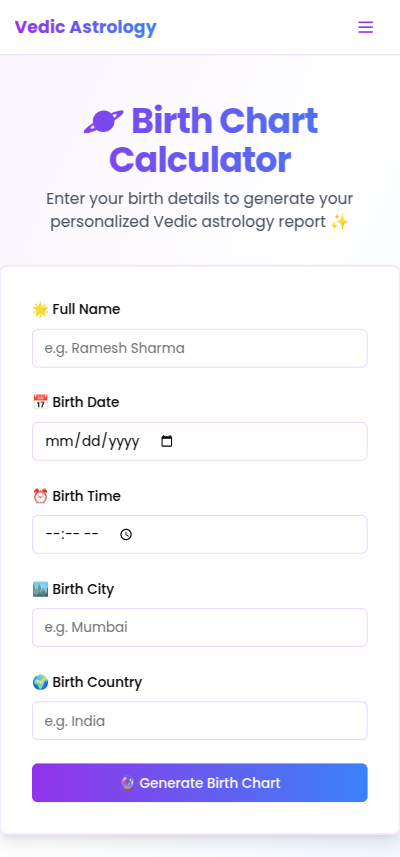 Vedic Astrology
🪐 Birth Chart
Calculator
Enter your birth details to generate your
personalized Vedic astrology report ✨
🌟 Full Name
e.g. Ramesh Sharma
📅 Birth Date
mm/dd/yyyy
⏰ Birth Time
--:-- --
🏙️ Birth City
e.g. Mumbai
🌍 Birth Country
e.g. India
🔮 Generate Birth Chart